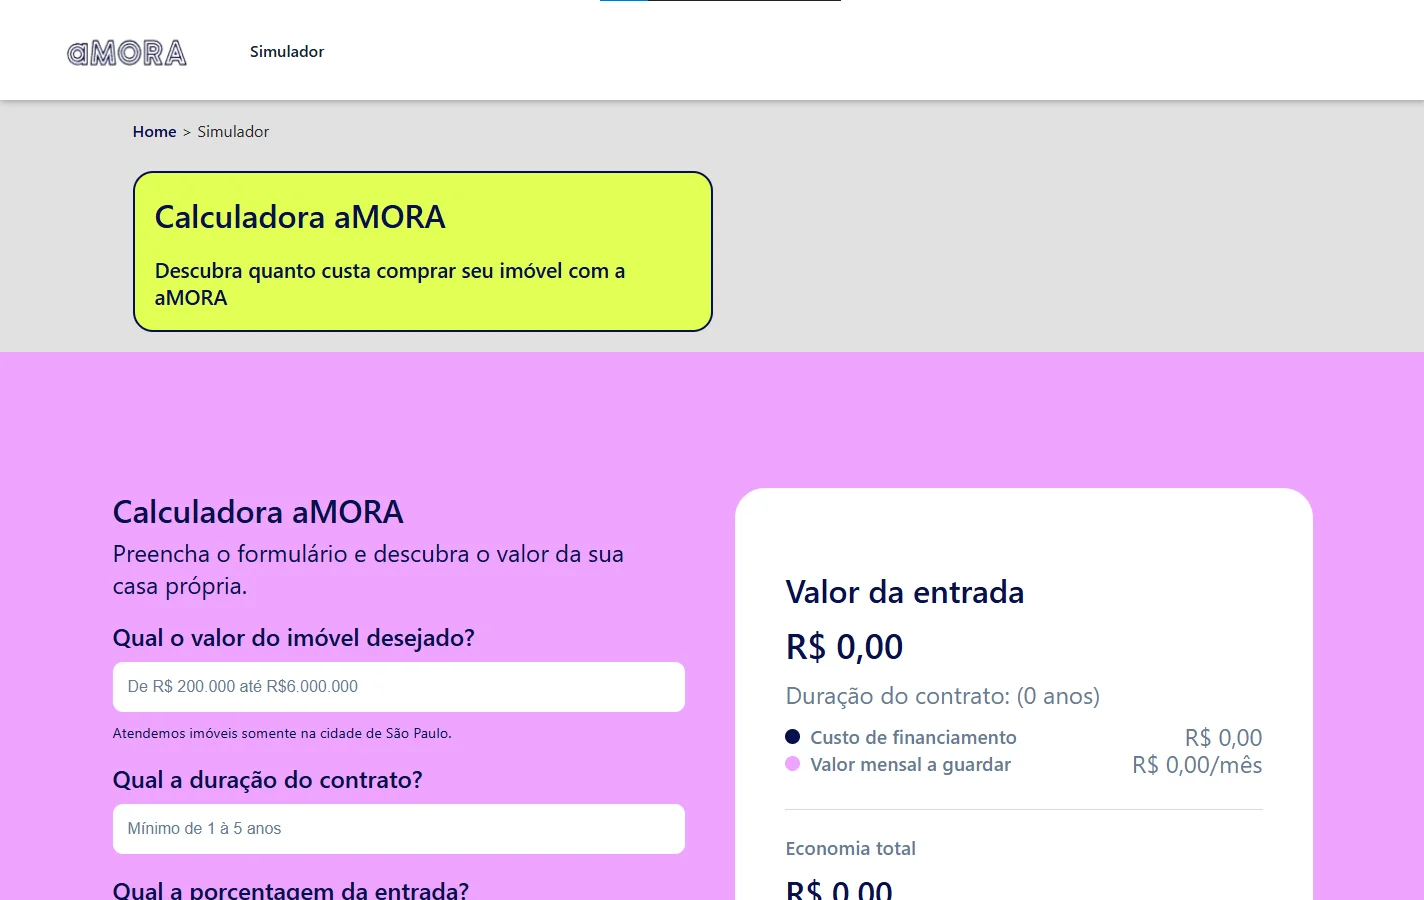 aMORA
Simulador
Home > Simulador
Calculadora aMORA
Descubra quanto custa comprar seu imóvel com a
aMORA
Calculadora aMORA
Preencha o formulário e descubra o valor da sua
casa própria.
Qual o valor do imóvel desejado?
De R$ 200.000 até R$6.000.000
Atendemos imóveis somente na cidade de São Paulo.
Qual a duração do contrato?
Mínimo de 1 à 5 anos
Qual a porcentagem da entrada?
Valor da entrada
R$ 0,00
Duração do contrato: (0 anos)
Custo de financiamento R$ 0,00
Valor mensal a guardar R$ 0,00/mês
Economia total
R$ 0,00